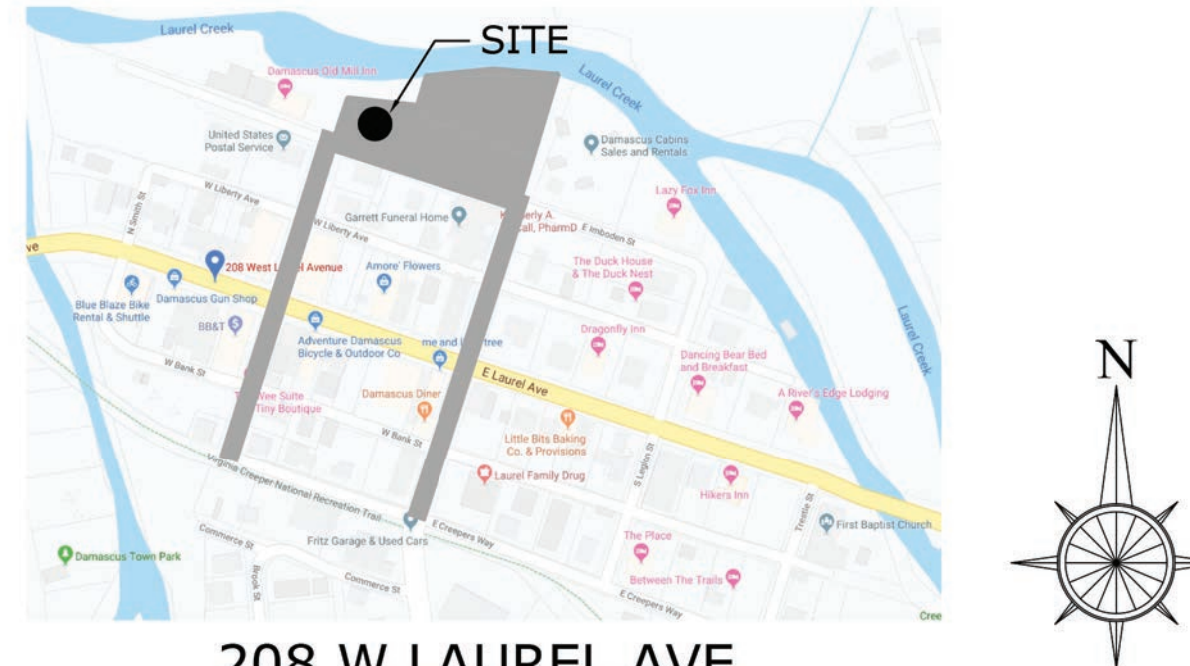 Laurel Creek
SITE
Damascus Old Mill Inn
Laurel Creek
United States
Postal Service
Damascus Cabins
Sales and Rentals
W Liberty Ave
Lazy Fox Inn
N Smith St
Garrett Funeral Home
W Liberty Ave
E Imboden St
208 West
Avenue
Amore' Flowers
The Duck House
& The Duck Nest
Damascus Gun Shop
Blue Blaze Bike
Rental & Shuttle
BB&T
Adventure Damascus
Bicycle & Outdoor Co
me and
tree
Dragonfly Inn
Laurel Creek
E Laurel Ave
Dancing Bear Bed
and Breakfast
W Bank St
Wee Suite
Tiny Boutique
Damascus Diner
A River's Edge Lodging
W Bank St
Little Bits Baking
Co. & Provisions
Laurel Family Drug
S Legion St
Hikers Inn
Virginia Creeper National Recreation Trail
Trestle St
First Baptist Church
E Creepers Way
Commerce St
Fritz Garage & Used Cars
The Place
Damascus Town Park
Brook St
Commerce St
Between The Trails
E Creepers Way
Cree
N
208 W LAUREL AVE